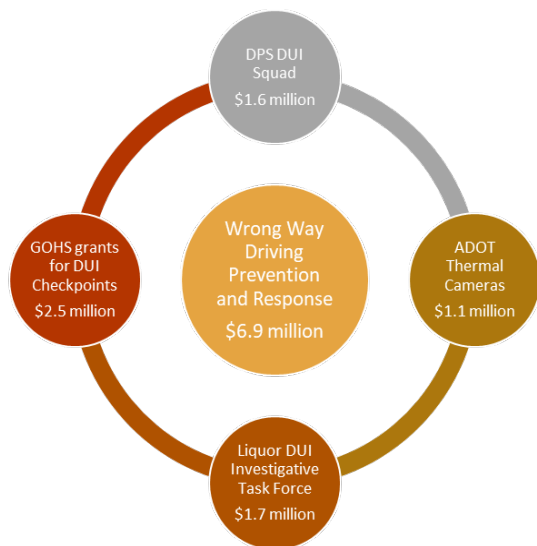 DPS DUI
Squad
$1.6 million
GOHS grants
for DUI
Checkpoints
$2.5 million
Wrong Way
Driving
Prevention
and Response
$6.9 million
ADOT
Thermal
Cameras
$1.1 million
Liquor DUI
Investigative
Task Force
$1.7 million